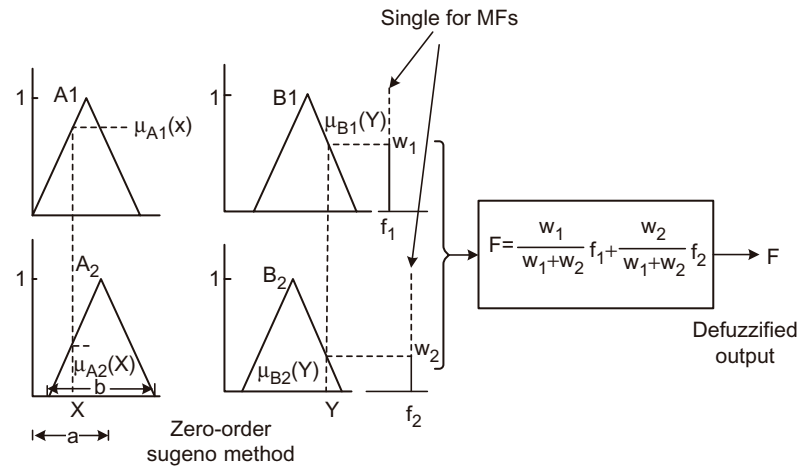 Single for MFs
1
A1
μA1(x)
1
B1
μB1(Y)
w1
f1
1
A2
μA2(X)
b
X
a
1
B2
μB2(Y)
Y
w2
f2
F= w1/w1+w2 f1+ w2/w1+w2 f2
F
Defuzzified
output
Zero-order
sugeno method